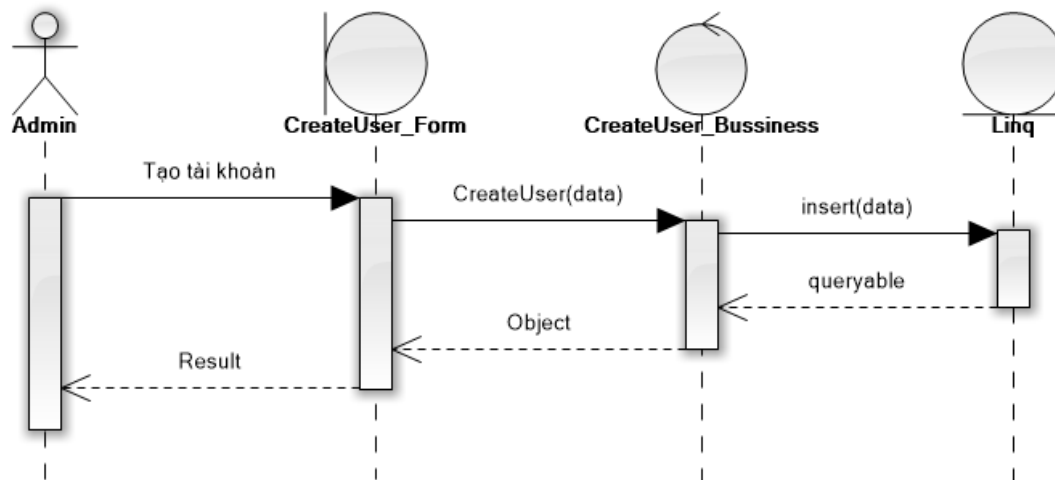 Admin
CreateUser_Form
CreateUser_Bussiness
Linq
Tạo tài khoản
CreateUser(data)
insert(data)
queryable
Object
Result